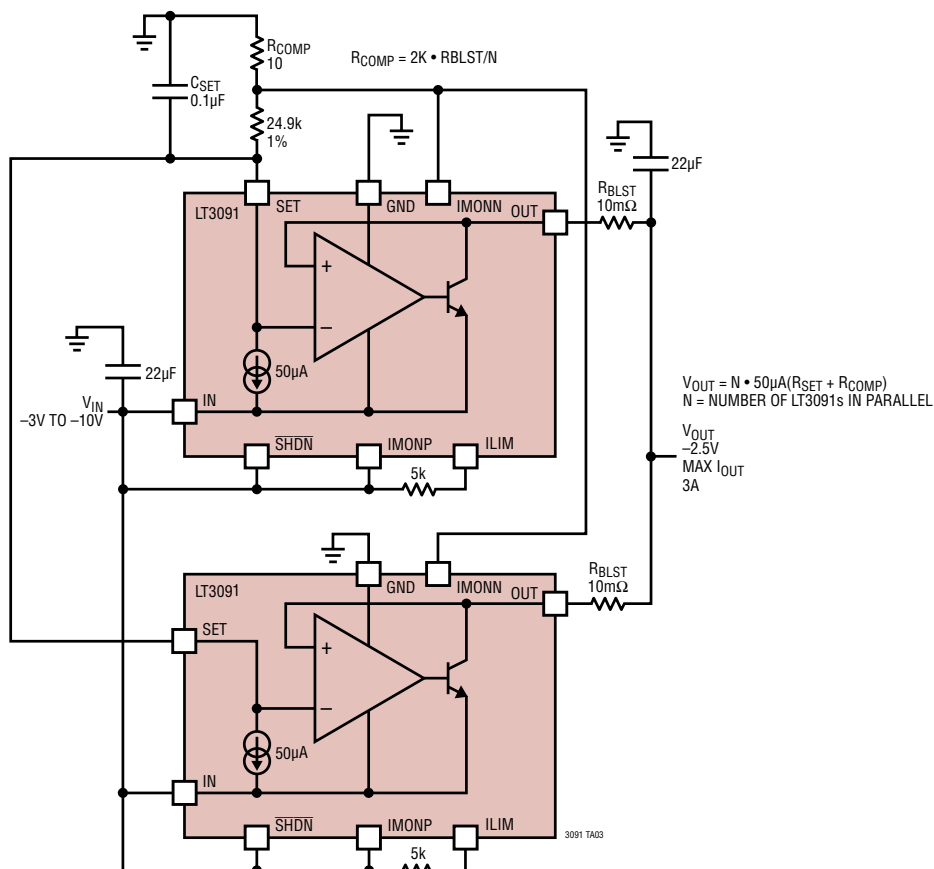 RCOMP
10
RCOMP = 2K • RBLST/N
CSET
0.1µF
24.9k
1%
22µF
RBLST
10mΩ
LT3091
SET
GND
IMONN
OUT
+
–
50µA
22µF
VIN
–3V TO –10V
IN
SHDN
IMONP
ILIM
5k
VOUT = N • 50µA(RSET + RCOMP)
N = NUMBER OF LT3091s IN PARALLEL
VOUT
–2.5V
MAX IOUT
3A
LT3091
GND
IMONN
OUT
RBLST
10mΩ
SET
+
–
50µA
IN
SHDN
IMONP
ILIM
3091 TA03
5k